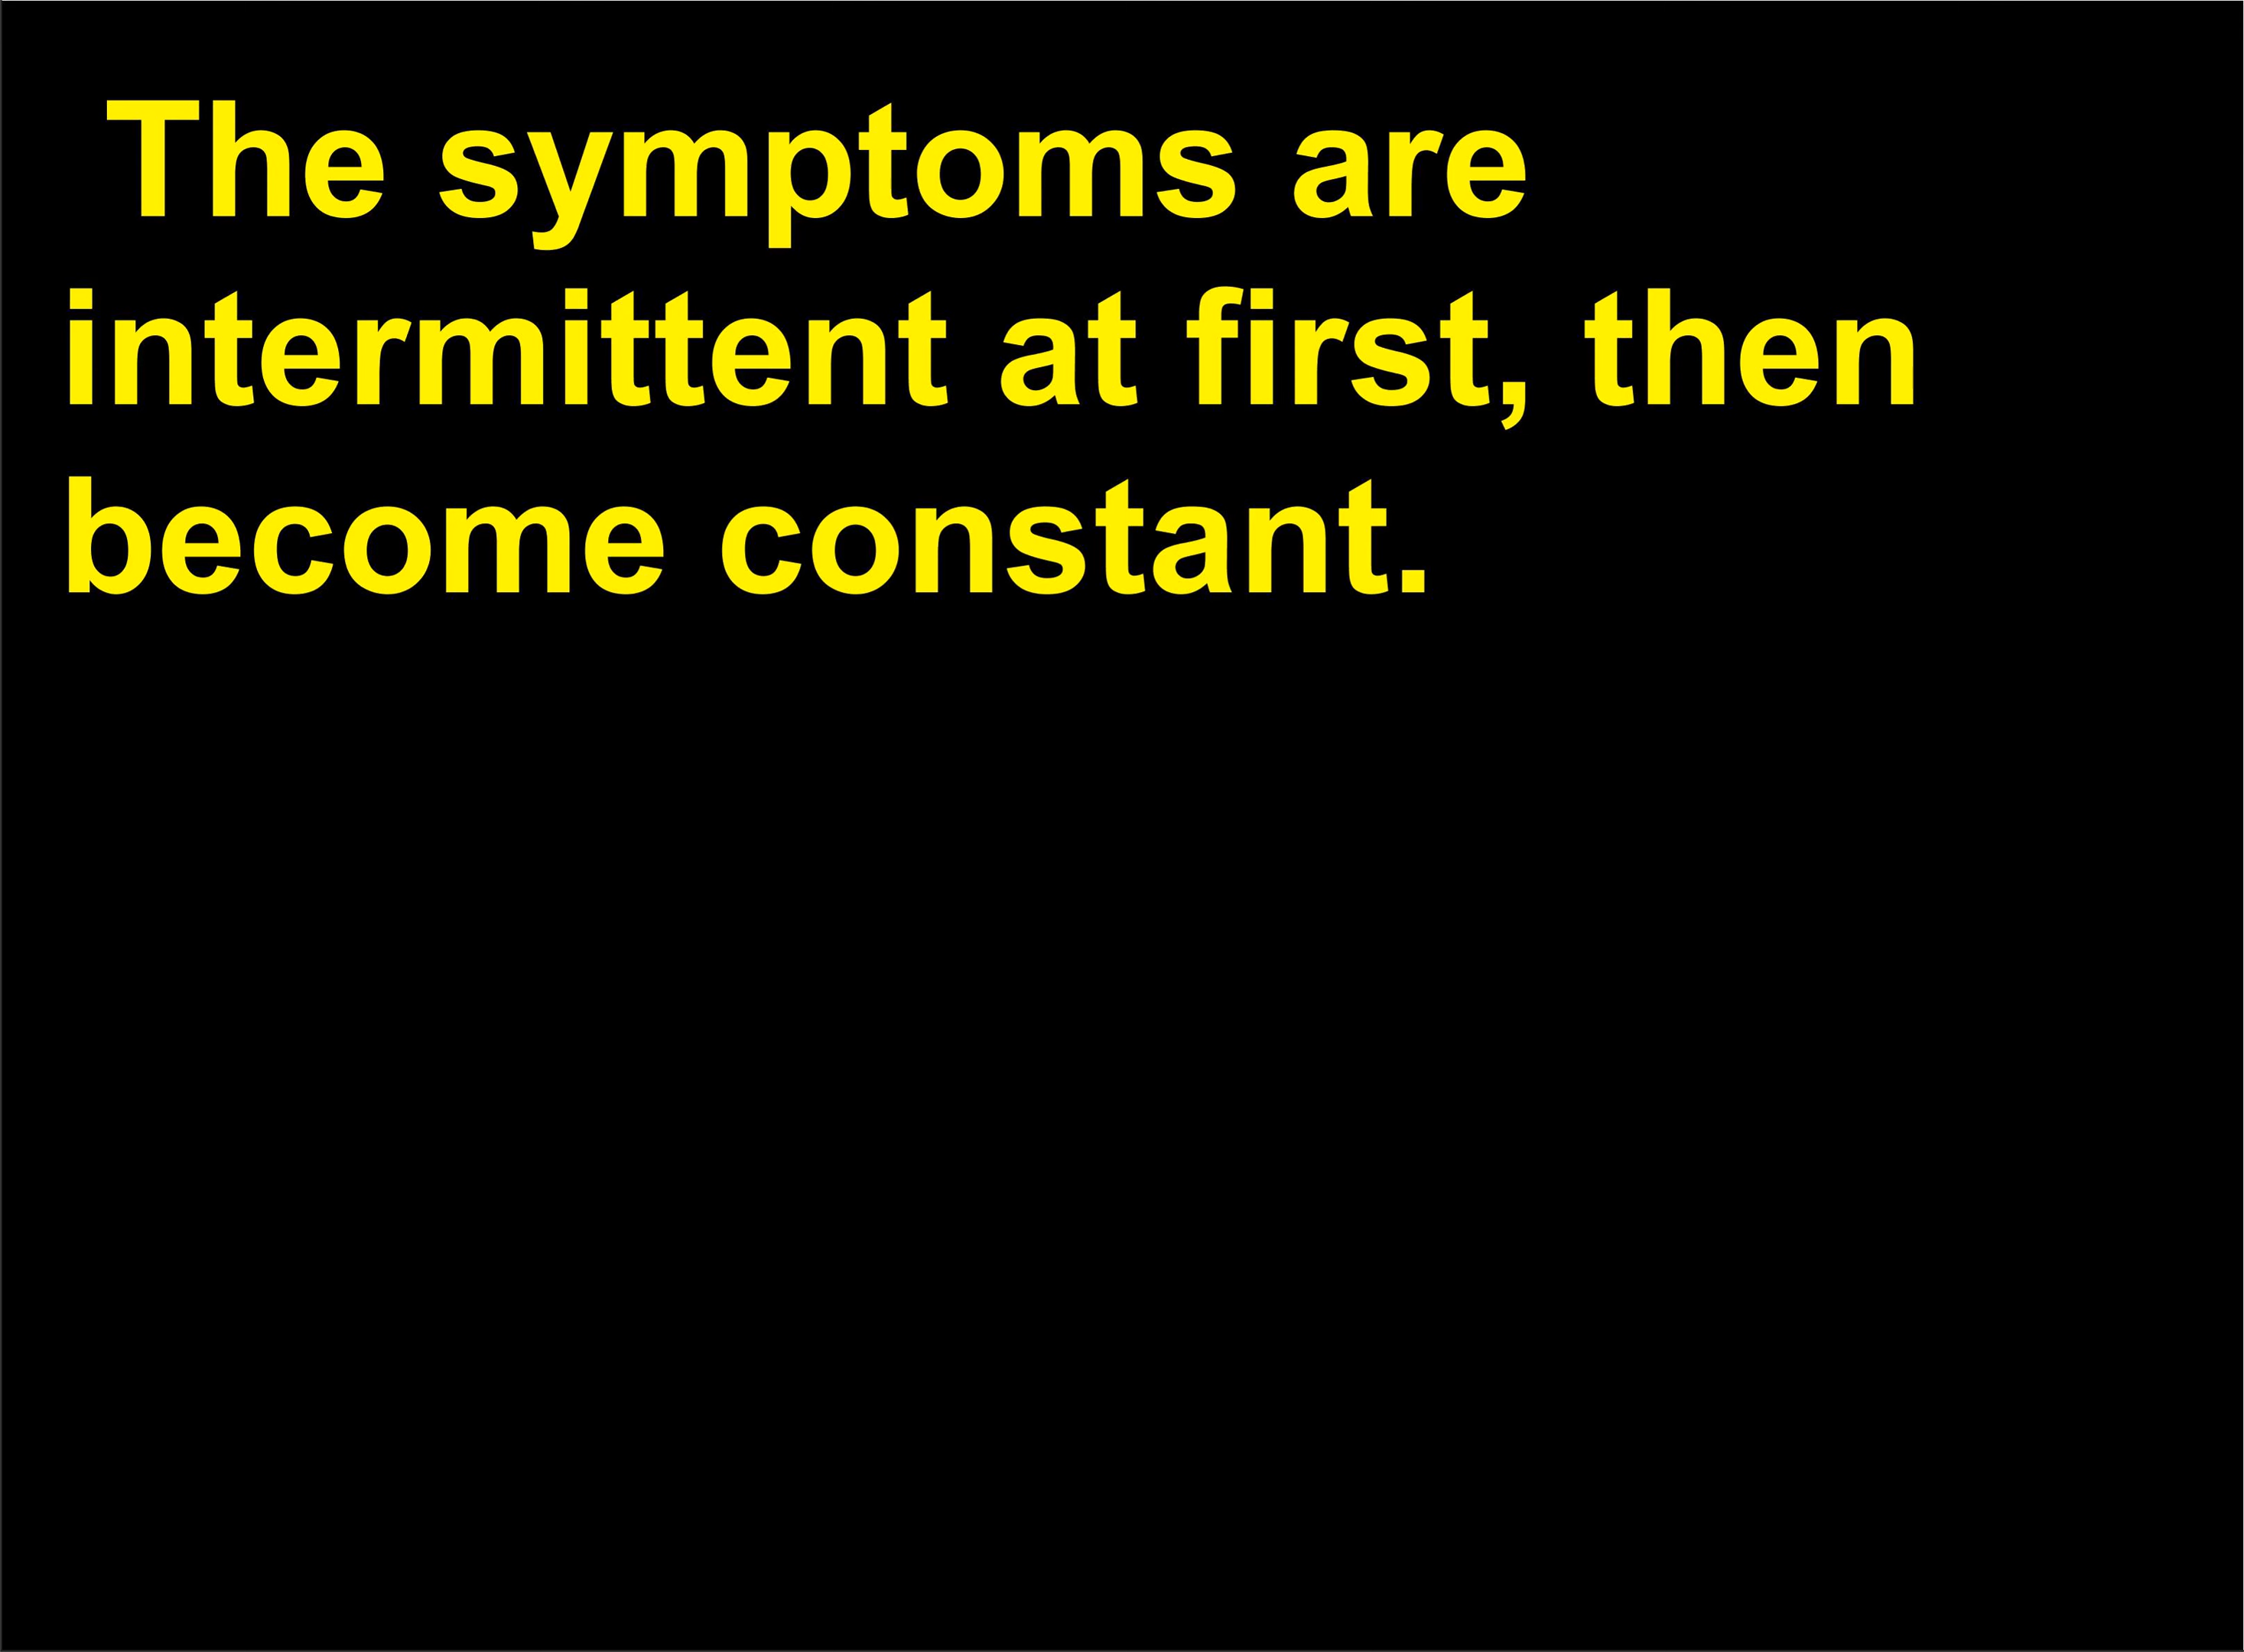 The symptoms are
intermittent at first, then
become constant.